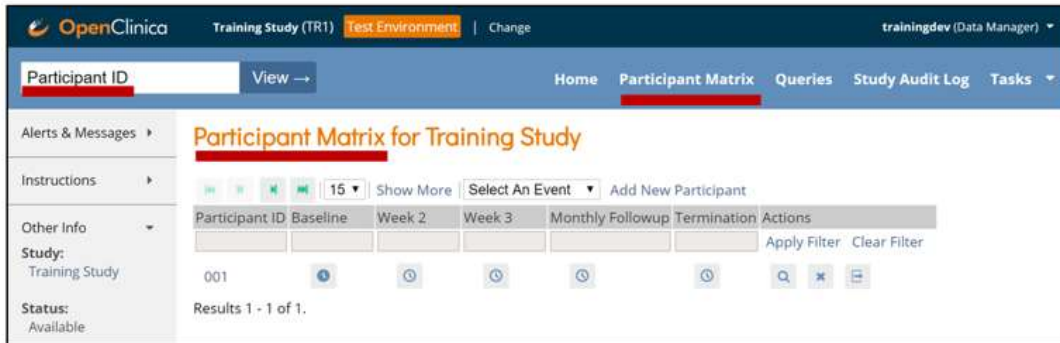 OpenClinica Training Study (TR1) Test Environment | Change trainingdev (Data Manager)
Participant ID View → Home Participant Matrix Queries Study Audit Log Tasks
Alerts & Messages
Instructions
Other Info
Study:
Training Study
Status:
Available
Participant Matrix for Training Study
15 Show More Select An Event Add New Participant
Participant ID Baseline Week 2 Week 3 Monthly Followup Termination Actions
Apply Filter Clear Filter
001
Results 1 - 1 of 1.